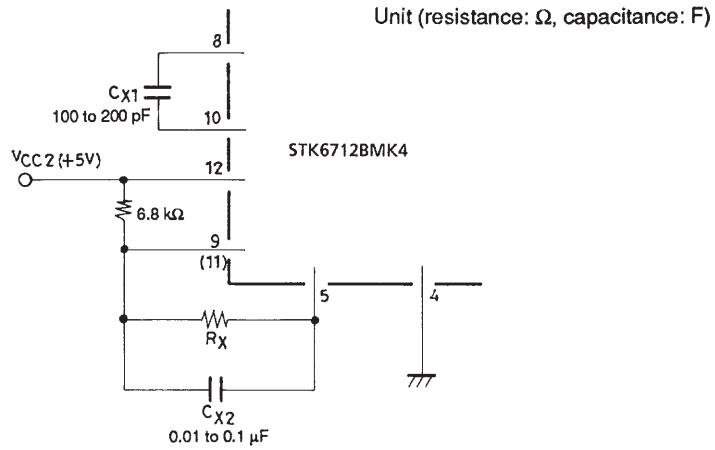 Unit (resistance: Ω, capacitance: F)
8
CX1
100 to 200 pF
10
STK6712BMK4
VCC 2 (+5V)
12
6.8 kΩ
9
(11)
5
4
RX
CX2
0.01 to 0.1 µF